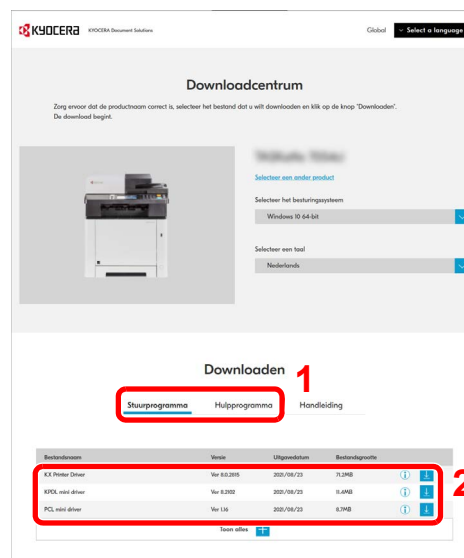 KYOCERA KYOCERA Document Solutions Global Select a language
Downloadcentrum
Zorg ervoor dat de productnaam correct is, selecteer het bestand dat u wilt downloaden en klik op de knop "Downloaden".
De download begint.
Selecteer een ander product
Selecteer het besturingssysteem
Windows 10 64-bit
Selecteer een taal
Nederlands
Downloaden
1
Stuurprogramma Hulpprogramma Handleiding
Bestandsnaam Versie Uitgavedatum Bestandsgrootte
KX Printer Driver Ver 8.0.2615 2021/08/23 71.2MB
KPDL mini driver Ver 8.2102 2021/08/23 11.6MB
PCL mini driver Ver 1.16 2021/08/23 8.7MB
2
Toon alles